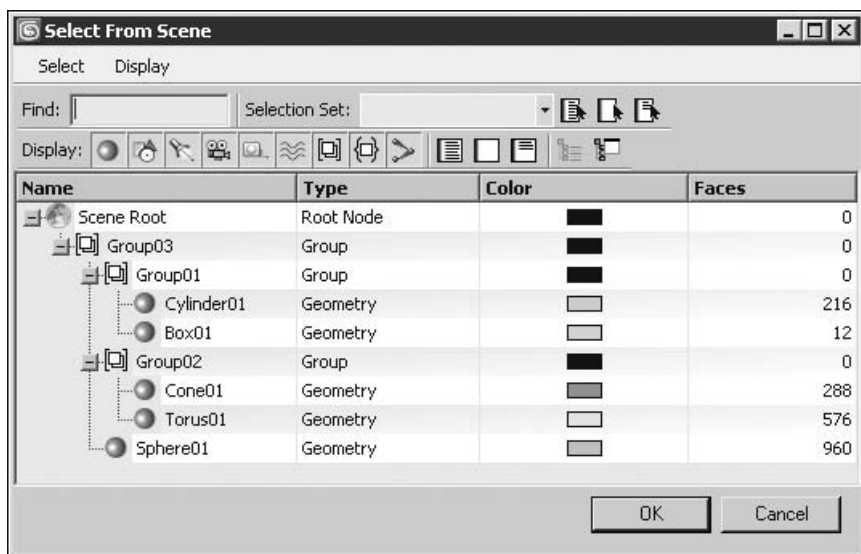 Select From Scene
Select Display
Find: Selection Set:
Display:
Name Type Color Faces
Scene Root Root Node 0
Group03 Group 0
Group01 Group 0
Cylinder01 Geometry 216
Box01 Geometry 12
Group02 Group 0
Cone01 Geometry 288
Torus01 Geometry 576
Sphere01 Geometry 960
OK Cancel